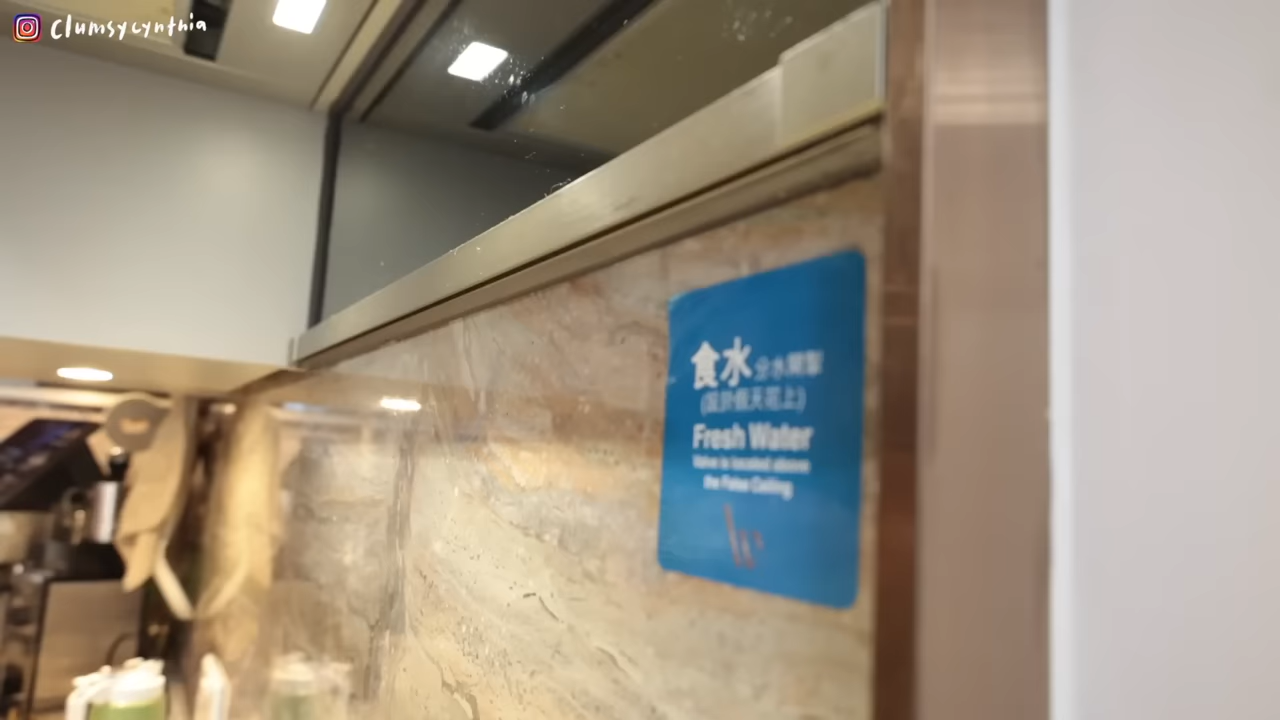 clumsycynthia
食水 分水閘掣
(設於假天花上)
Fresh Water
Valve is located above
the False Ceiling